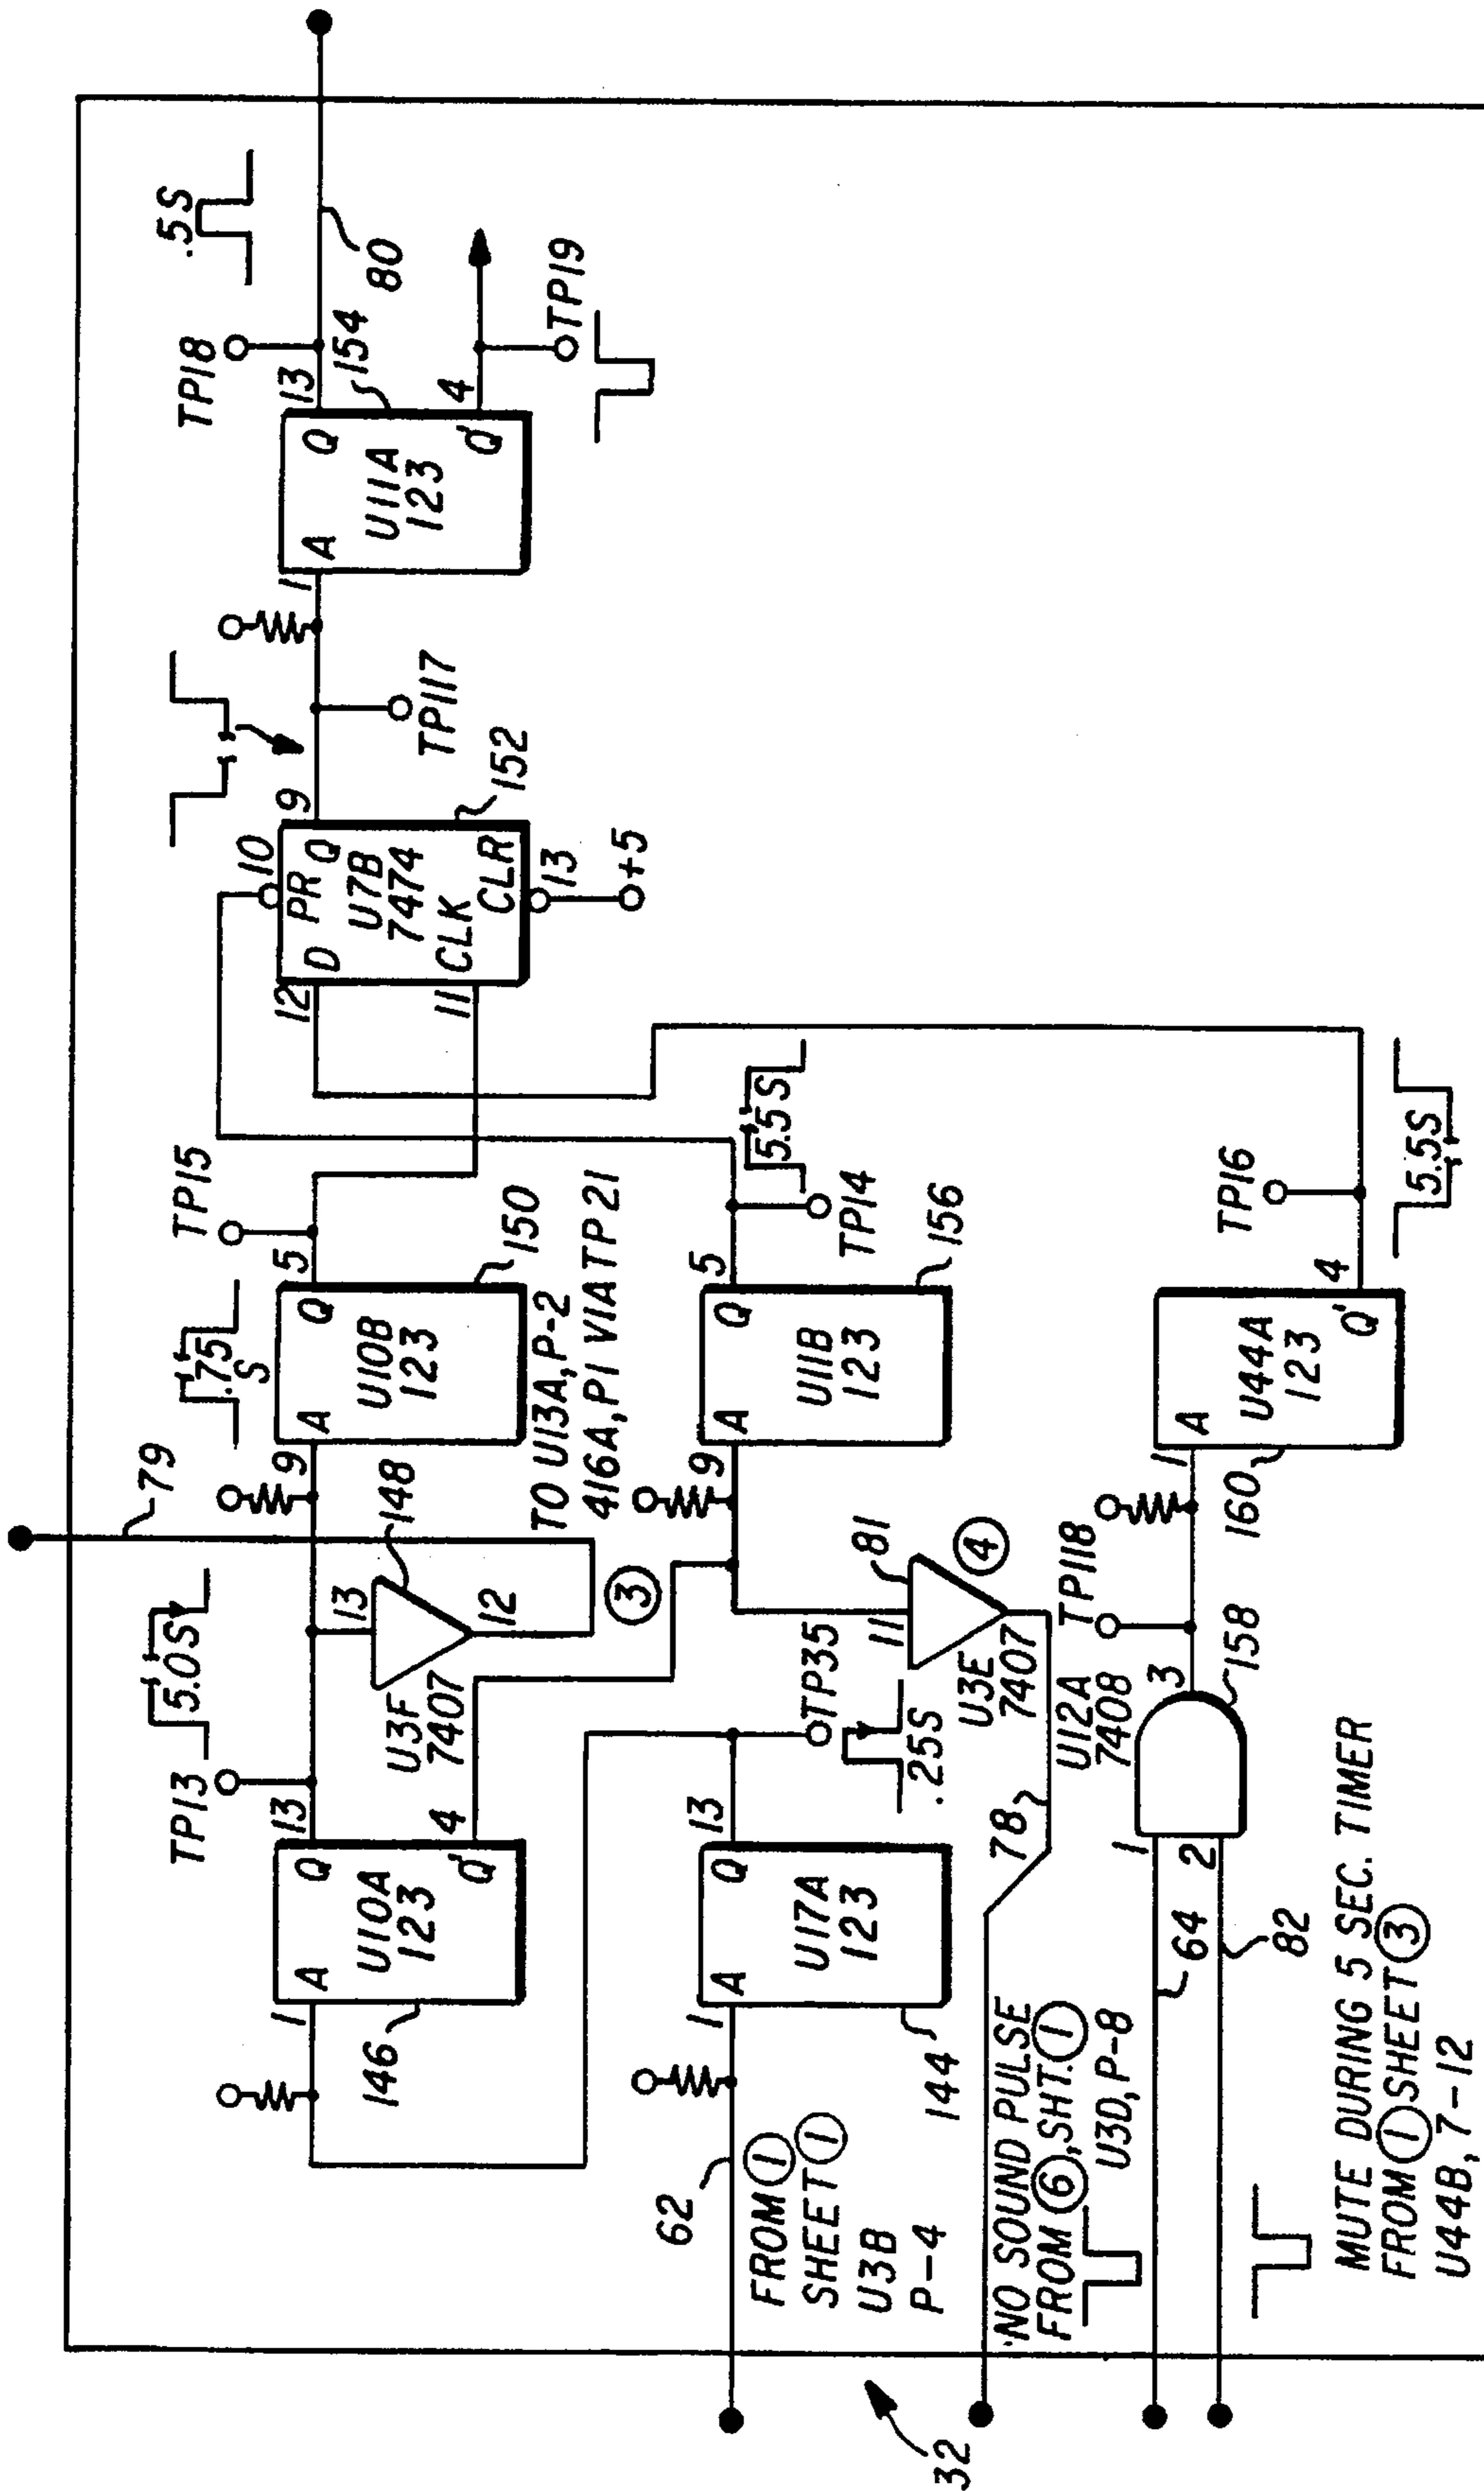 32
62
FROM ① SHEET ①
U3B
P-4
1
A
Q
13
U17A
123
144
TP35
.25S
1
A
Q
13
Q'
4
U10A
123
146
TP13
5.0S
U3F
7407
13
12
148
③
79
9
A
Q
5
U10B
123
150
.75
S
TP15
TO U13A, P-2
416A, P1 VIA TP21
9
A
Q
5
U11B
123
156
TP14
5.5S
11
81
④
U3E
7407
78
'NO SOUND PULSE
FROM ⑥, SHT. ①
U3D, P-8
64
82
1
2
3
U12A
7408
158
TP118
MUTE DURING 5 SEC. TIMER
FROM ① SHEET ③
U44B, 7-12
1
A
Q'
4
U44A
123
160
TP16
5.5S
12
D
PR
10
Q
9
U7B
7474
11
CLK
CLR
13
+5
152
TP117
1
A
Q
13
Q'
4
U11A
123
154
TP18
TP19
.5S
80